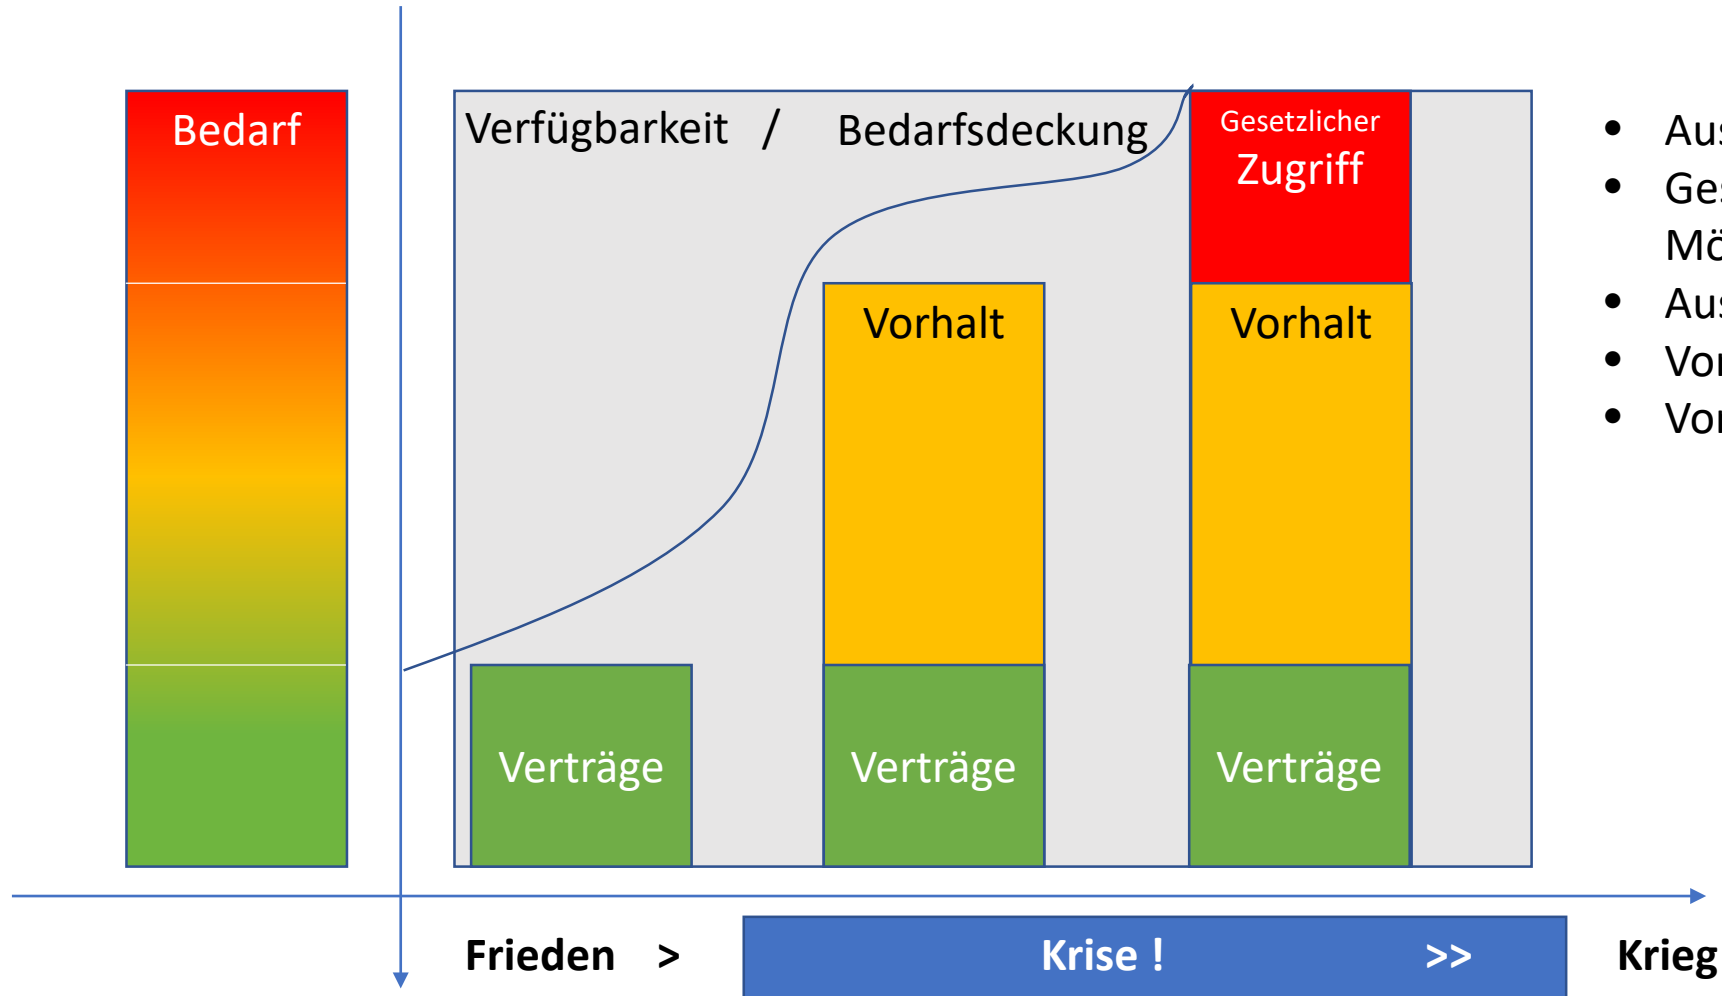 Bedarf
Verfügbarkeit / Bedarfsdeckung
Gesetzlicher
Zugriff
Vorhalt
Vorhalt
Verträge
Verträge
Verträge
Frieden >
Krise ! >>
Krieg